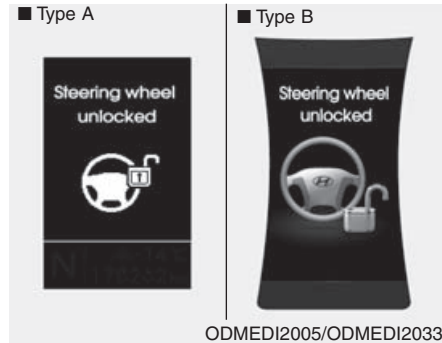 ■ Type A
■ Type B
Steering wheel
unlocked
Steering wheel
unlocked
N
ODMEDI2005/ODMEDI2033